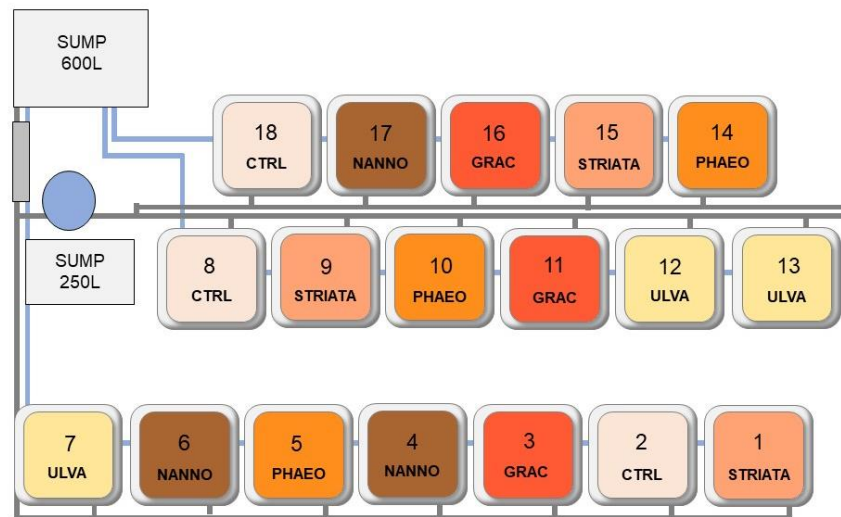 SUMP
600L
18
CTRL
17
NANNO
16
GRAC
15
STRIATA
14
PHAEO
SUMP
250L
8
CTRL
9
STRIATA
10
PHAEO
11
GRAC
12
ULVA
13
ULVA
7
ULVA
6
NANNO
5
PHAEO
4
NANNO
3
GRAC
2
CTRL
1
STRIATA